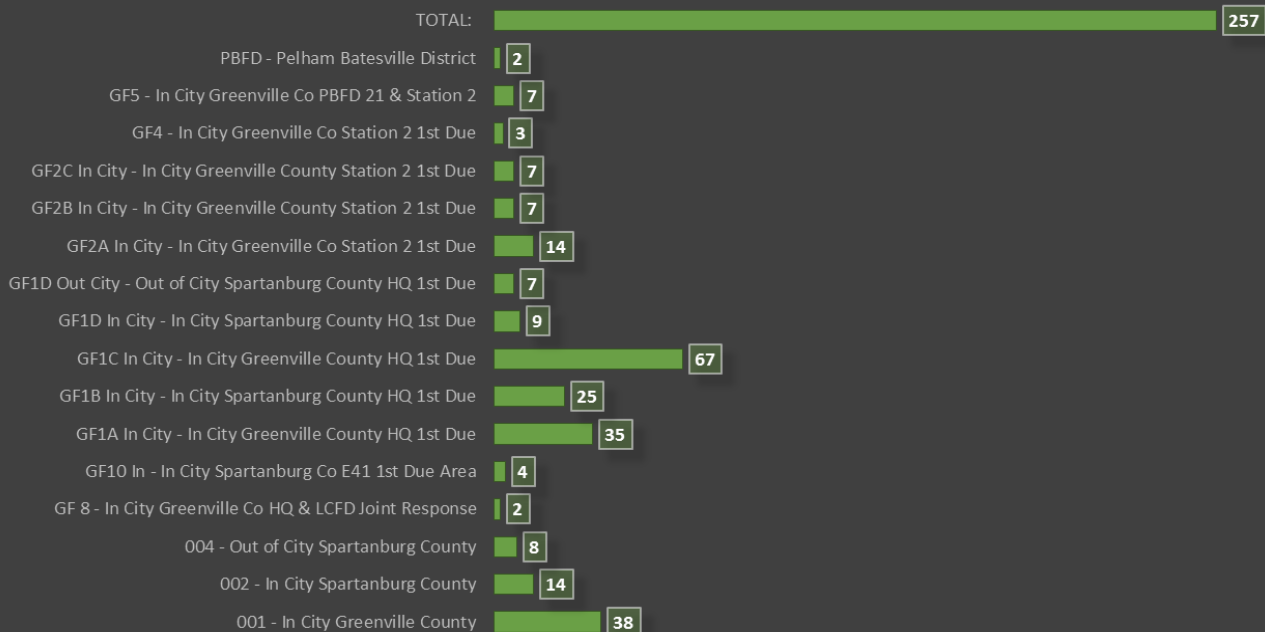 TOTAL: 257
PBFD - Pelham Batesville District 2
GF5 - In City Greenville Co PBFD 21 & Station 2 7
GF4 - In City Greenville Co Station 2 1st Due 3
GF2C In City - In City Greenville County Station 2 1st Due 7
GF2B In City - In City Greenville County Station 2 1st Due 7
GF2A In City - In City Greenville Co Station 2 1st Due 14
GF1D Out City - Out of City Spartanburg County HQ 1st Due 7
GF1D In City - In City Spartanburg County HQ 1st Due 9
GF1C In City - In City Greenville County HQ 1st Due 67
GF1B In City - In City Spartanburg County HQ 1st Due 25
GF1A In City - In City Greenville County HQ 1st Due 35
GF10 In - In City Spartanburg Co E41 1st Due Area 4
GF 8 - In City Greenville Co HQ & LCFD Joint Response 2
004 - Out of City Spartanburg County 8
002 - In City Spartanburg County 14
001 - In City Greenville County 38